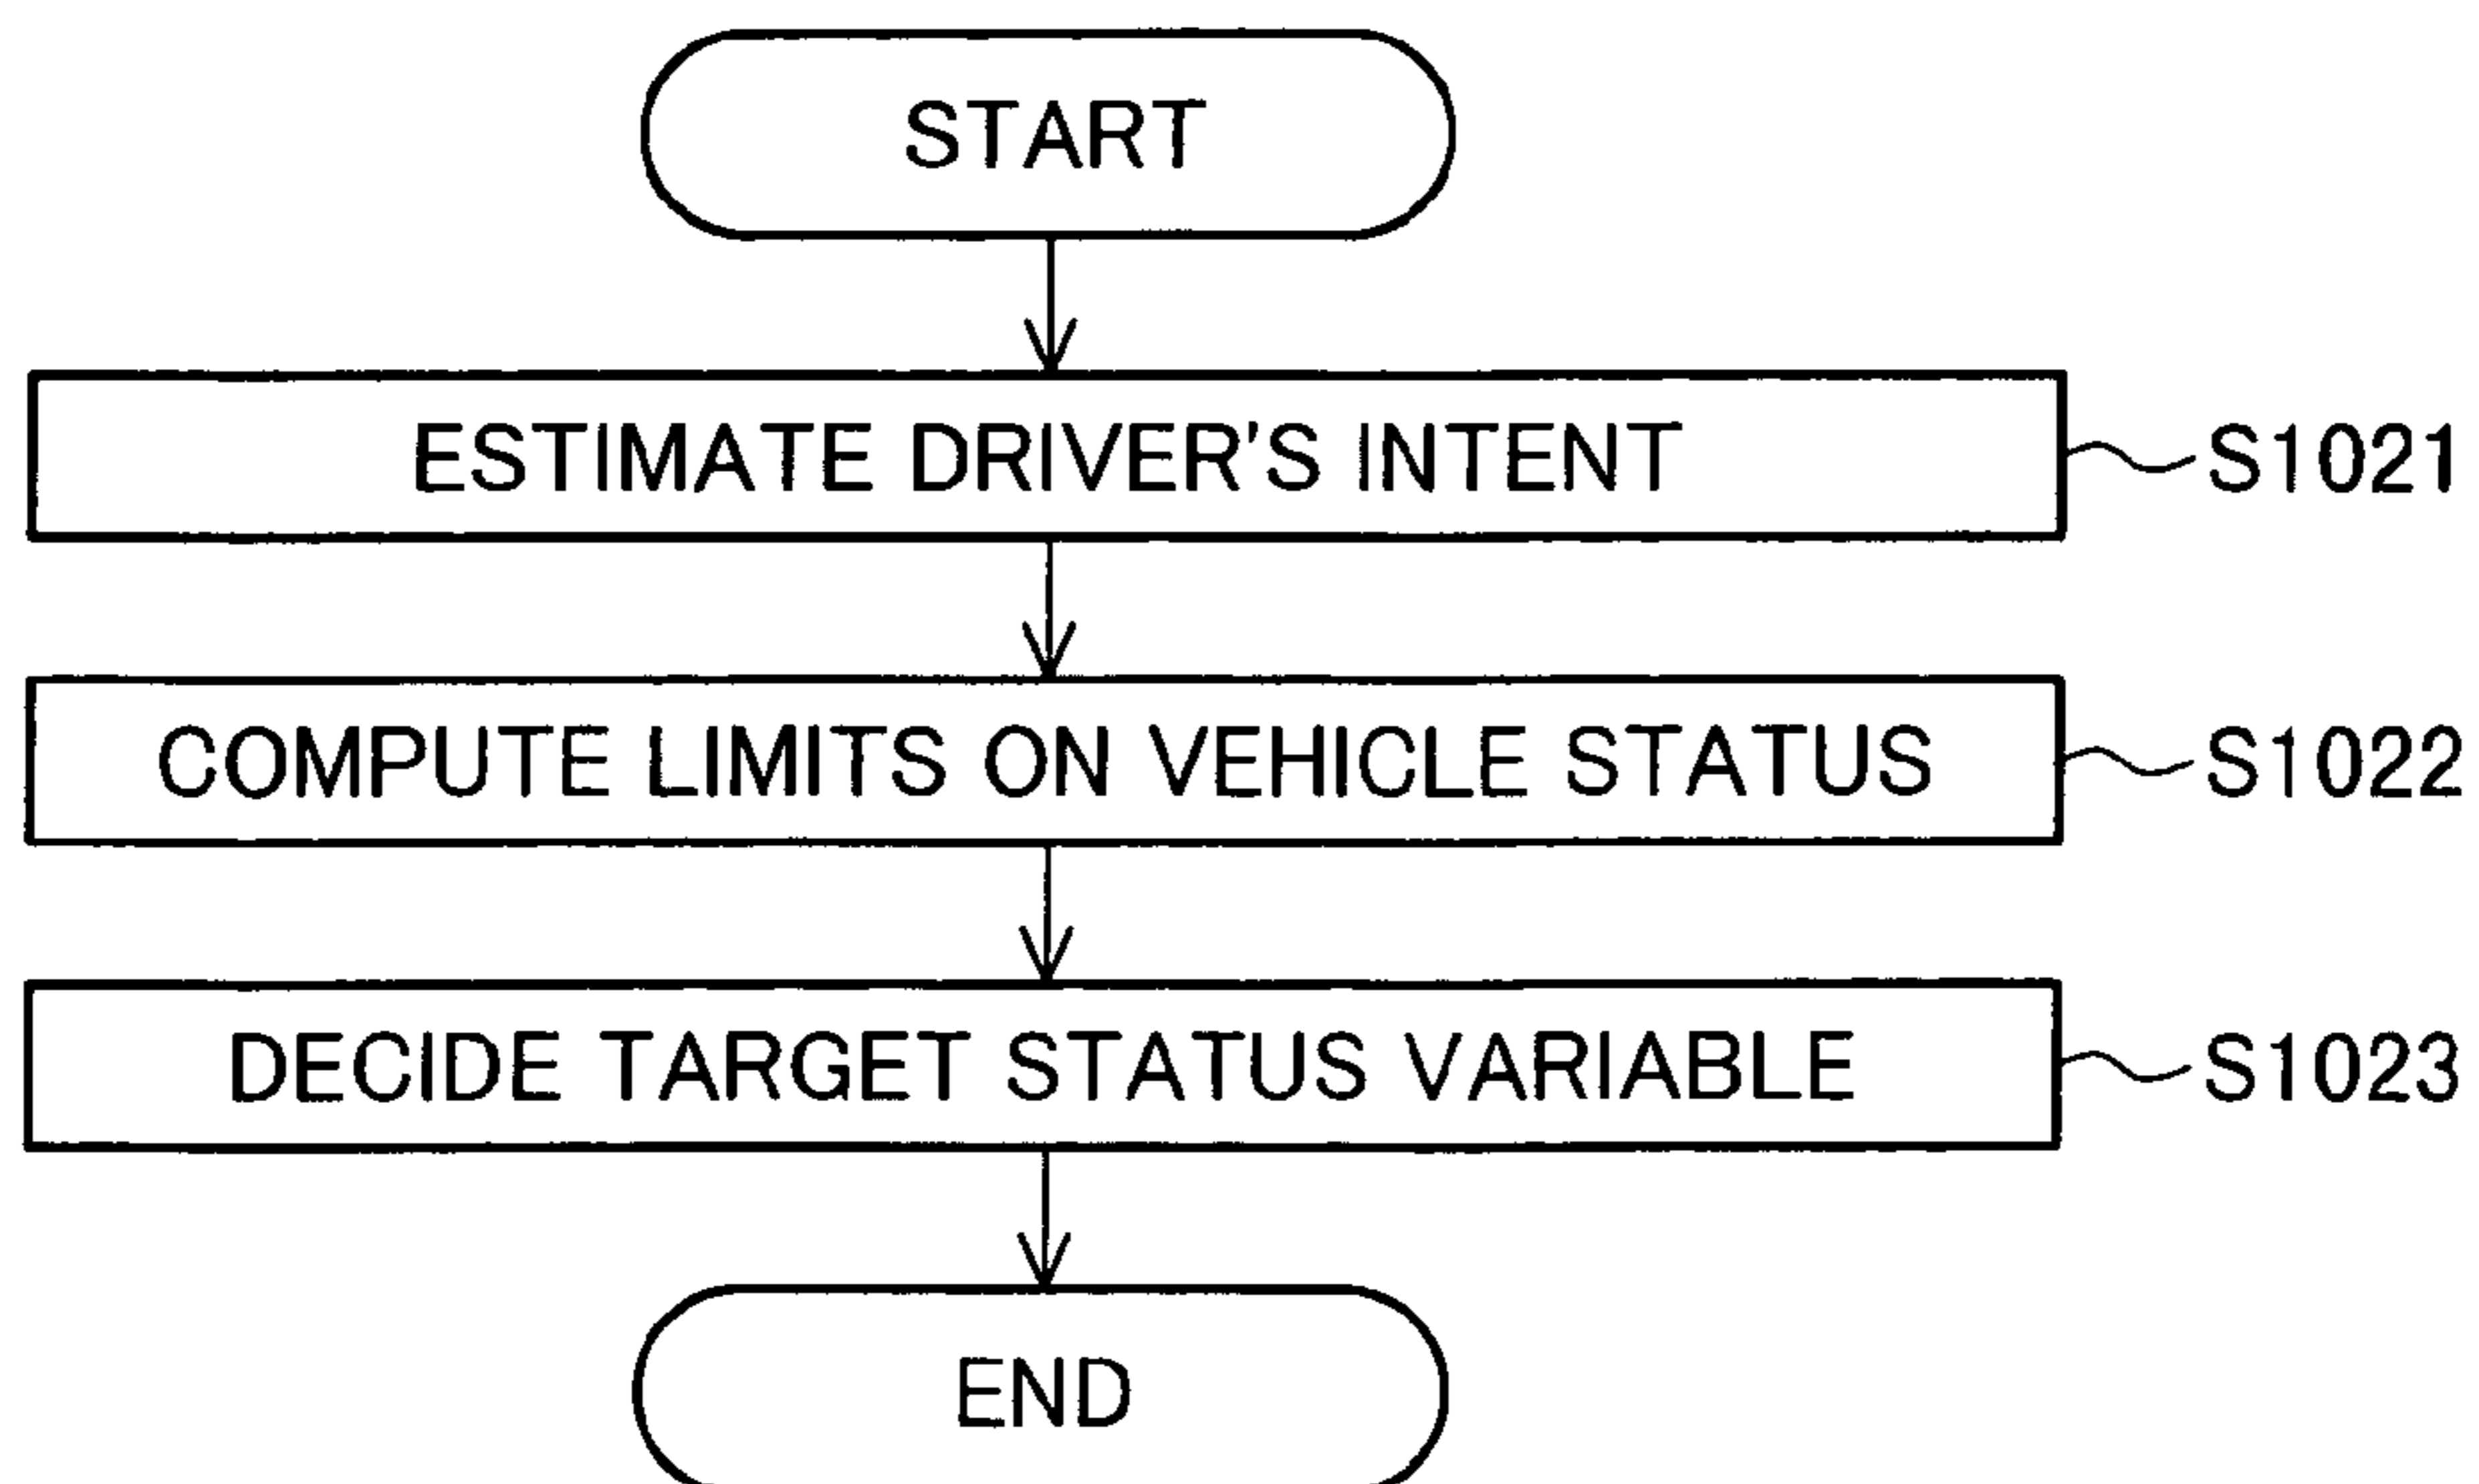 START
ESTIMATE DRIVER'S INTENT
S1021
COMPUTE LIMITS ON VEHICLE STATUS
S1022
DECIDE TARGET STATUS VARIABLE
S1023
END